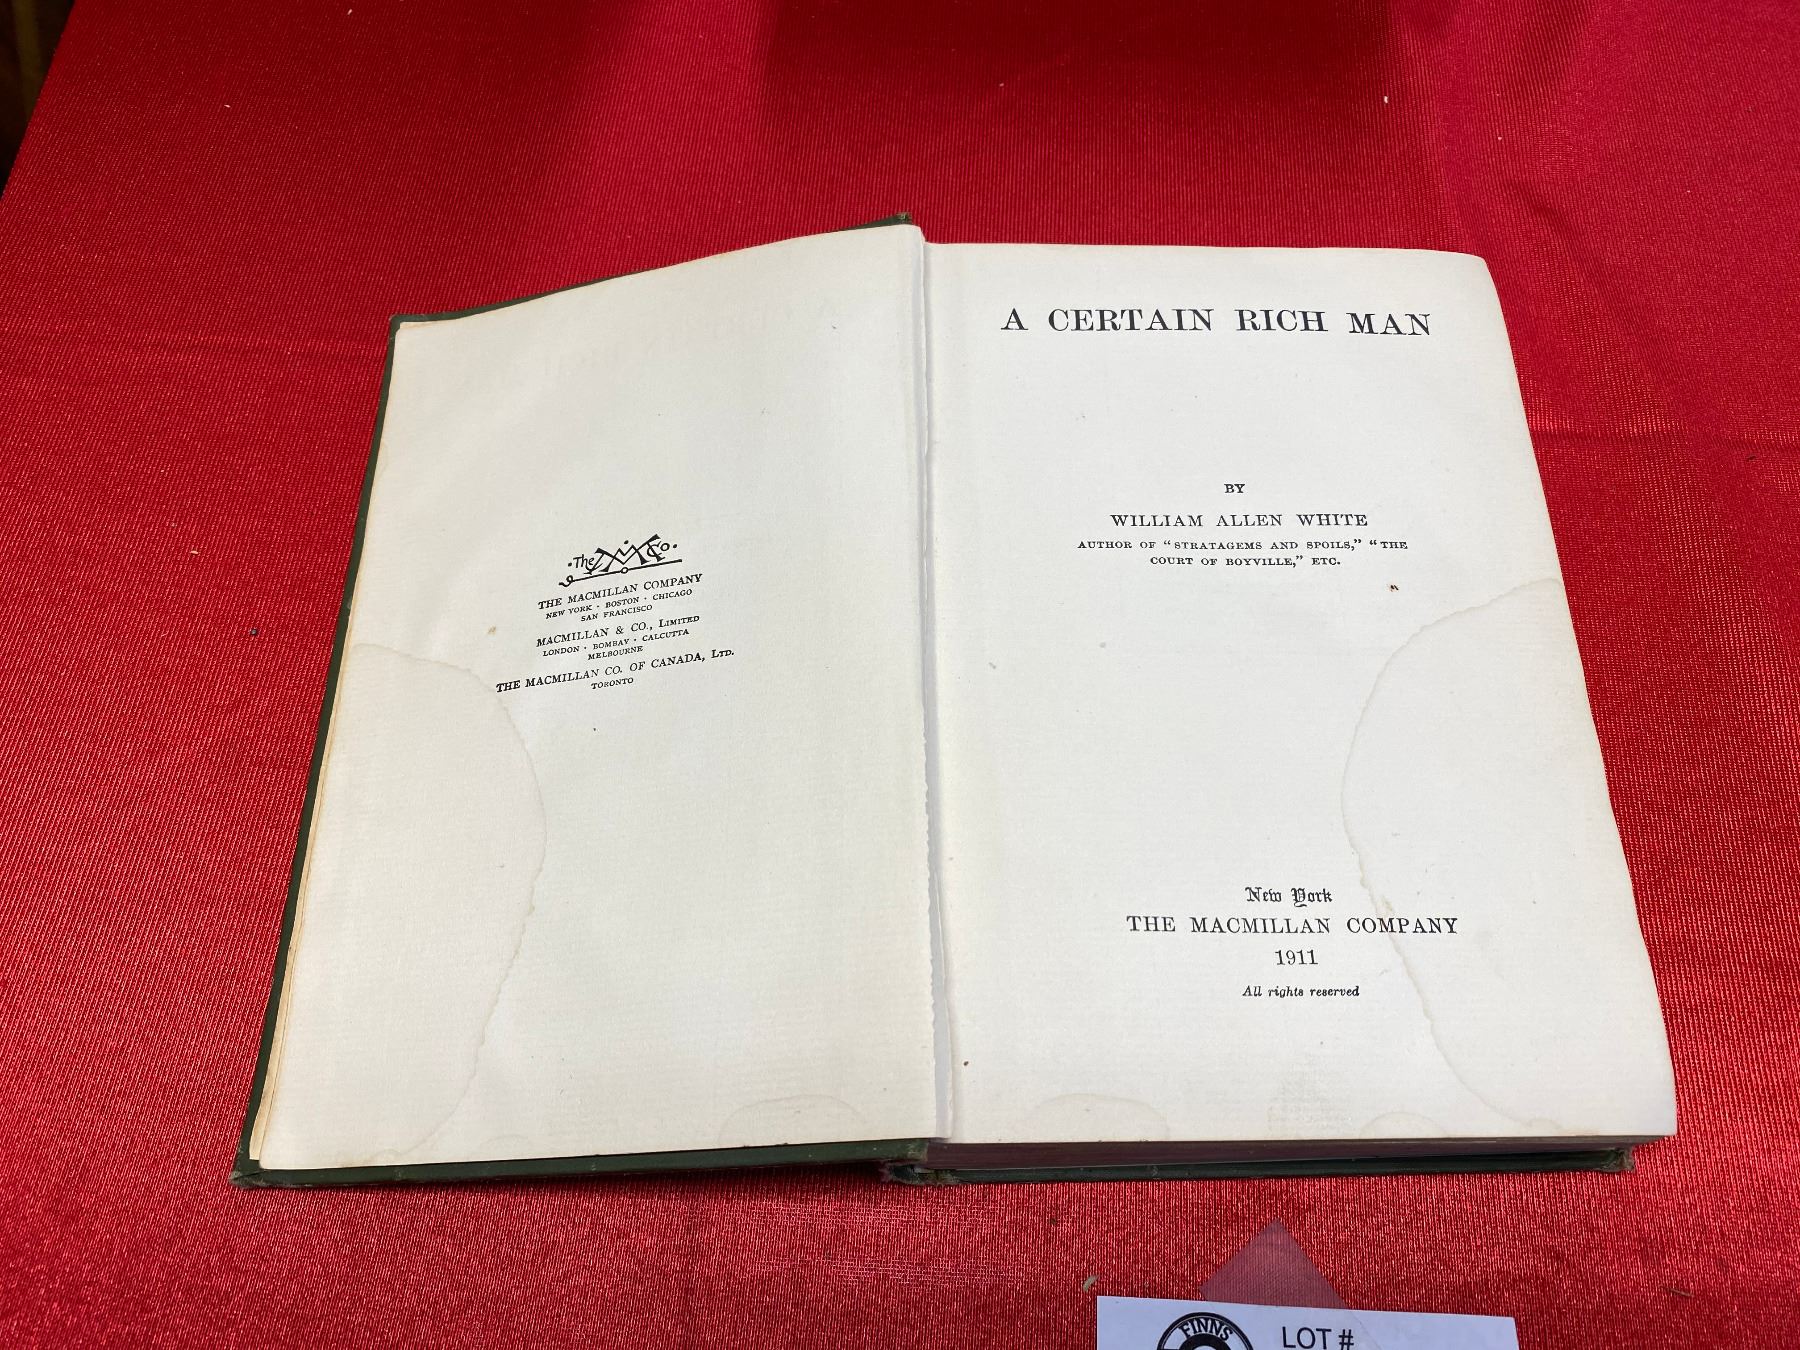 The M Co.
THE MACMILLAN COMPANY
NEW YORK · BOSTON · CHICAGO
SAN FRANCISCO
MACMILLAN & CO., LIMITED
LONDON · BOMBAY · CALCUTTA
MELBOURNE
THE MACMILLAN CO. OF CANADA, LTD.
TORONTO
A CERTAIN RICH MAN
BY
WILLIAM ALLEN WHITE
AUTHOR OF "STRATAGEMS AND SPOILS," "THE
COURT OF BOYVILLE," ETC.
New York
THE MACMILLAN COMPANY
1911
All rights reserved
FINNS
LOT #